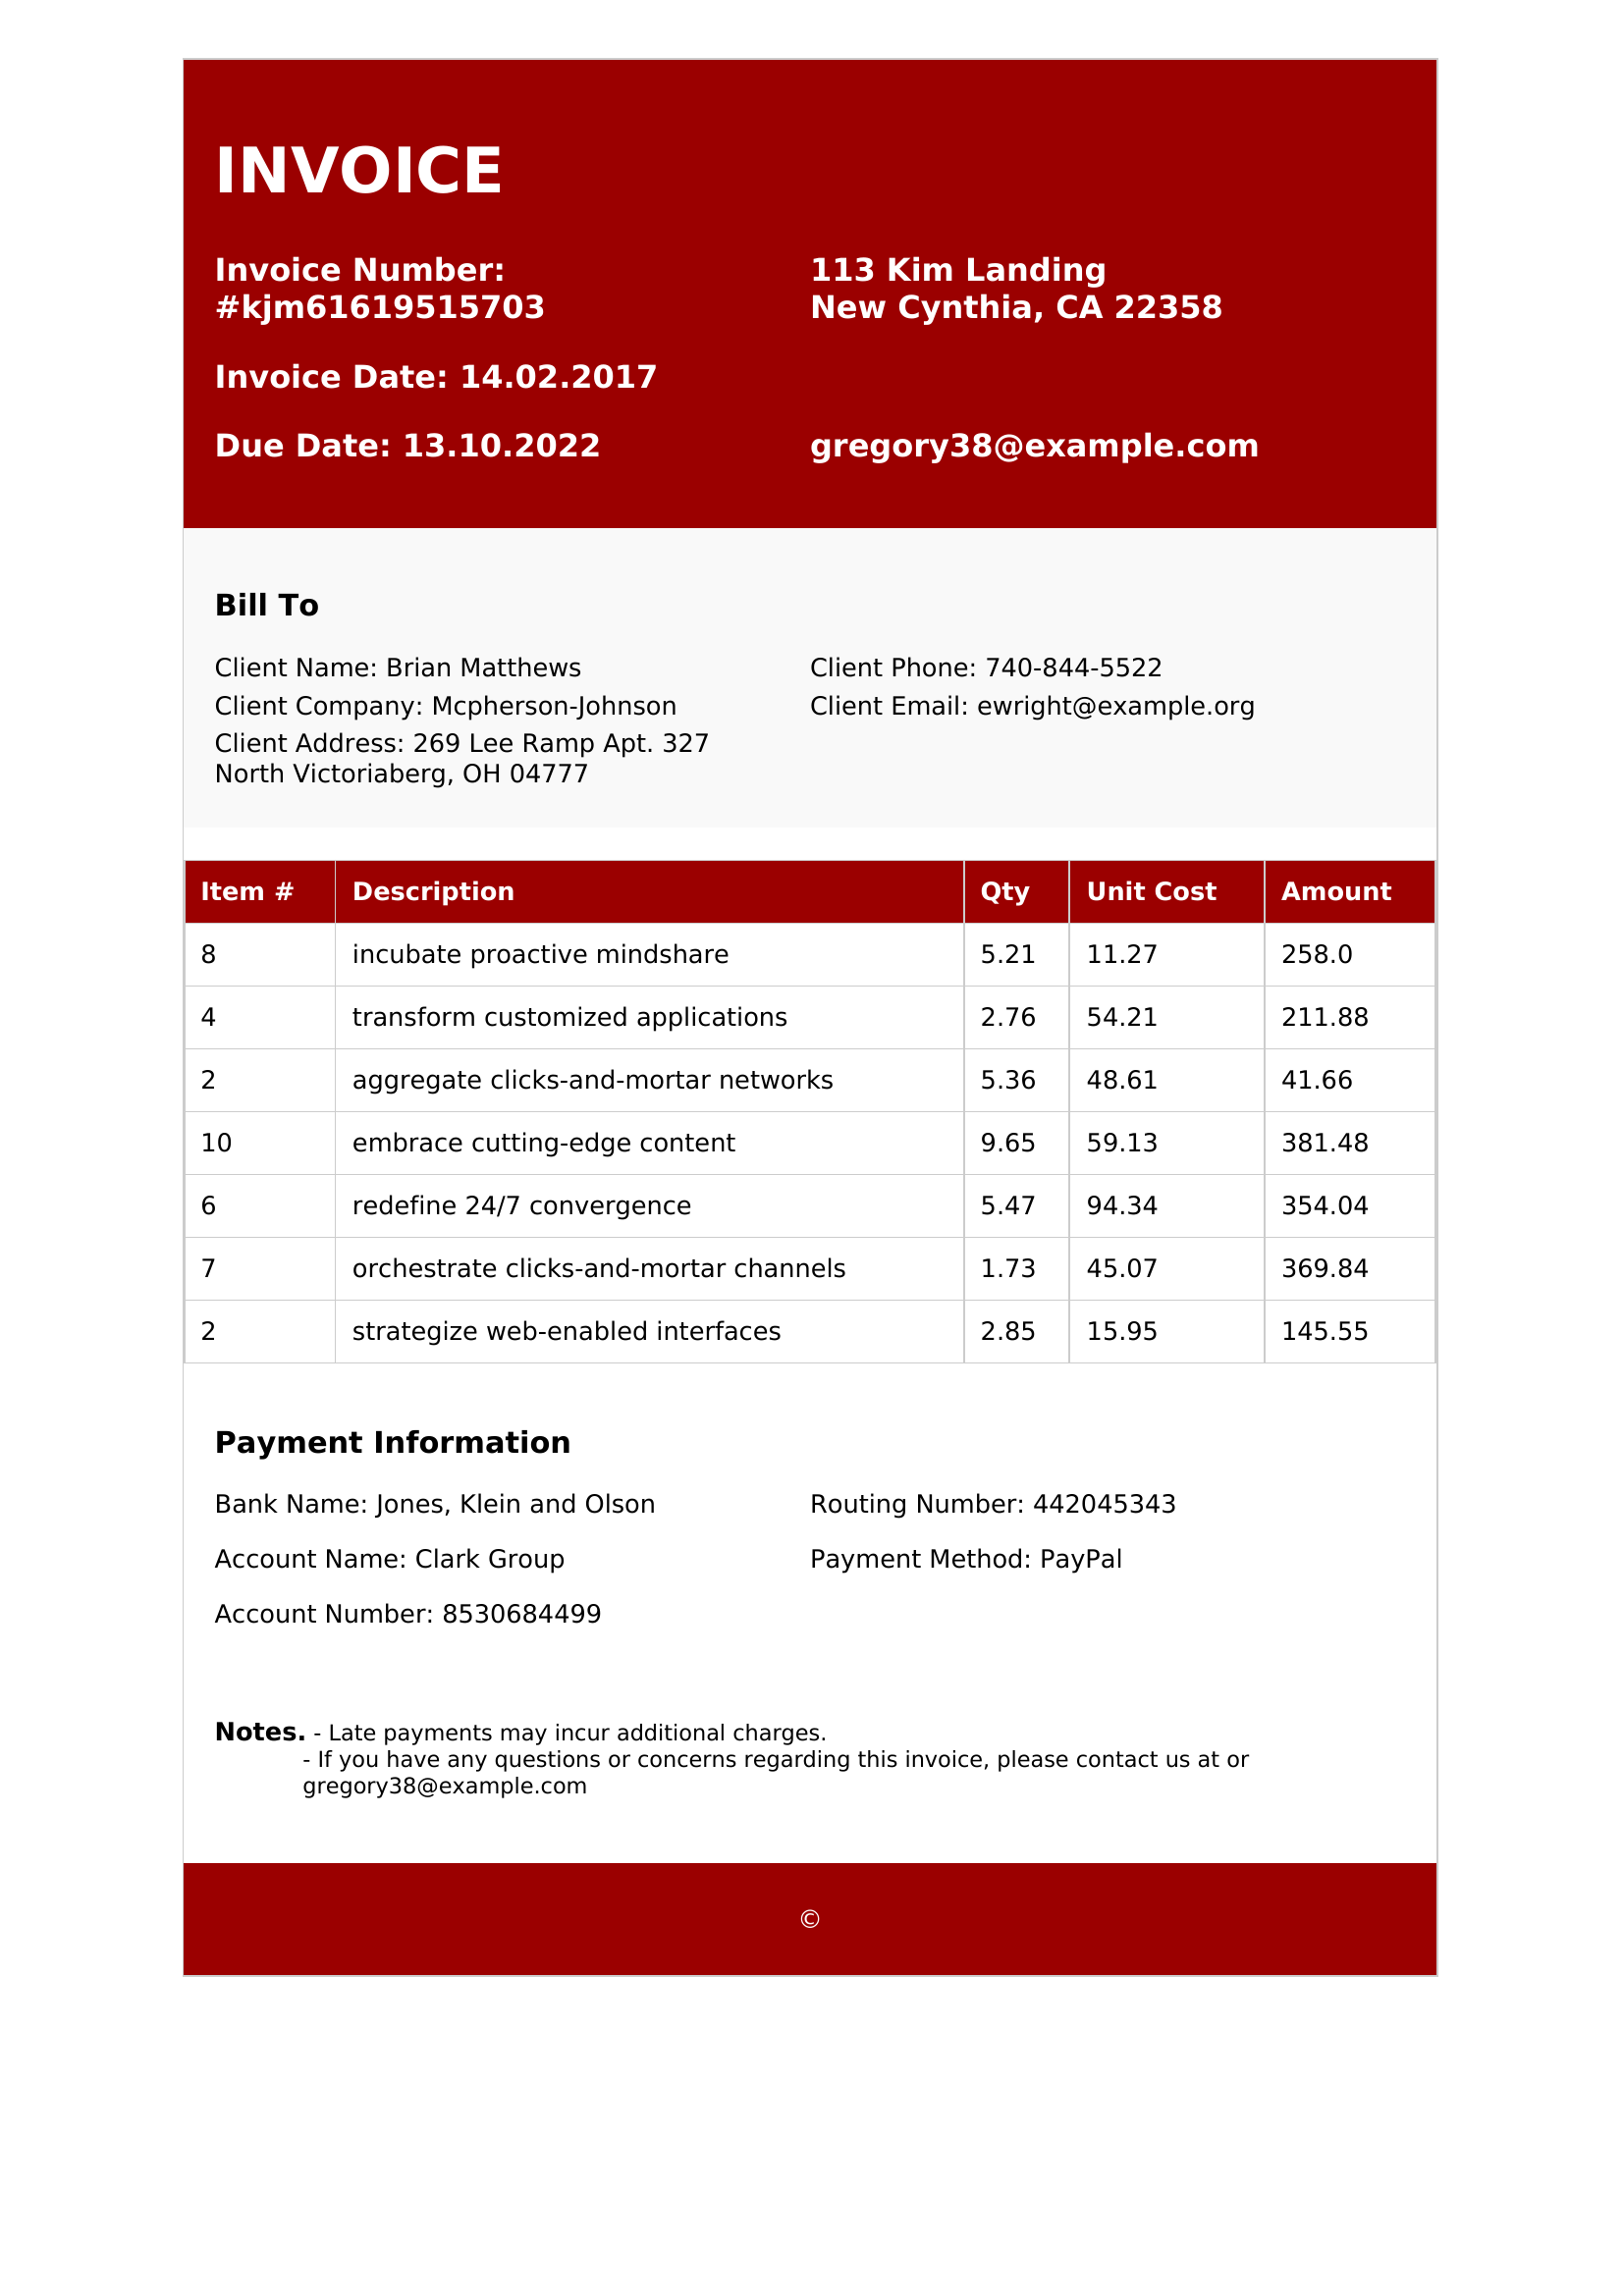 INVOICE
Invoice Number:
#kjm61619515703
113 Kim Landing
New Cynthia, CA 22358
Invoice Date: 14.02.2017
Due Date: 13.10.2022
gregory38@example.com
Bill To
Client Name: Brian Matthews
Client Phone: 740-844-5522
Client Company: Mcpherson-Johnson
Client Email: ewright@example.org
Client Address: 269 Lee Ramp Apt. 327
North Victoriaberg, OH 04777
Item # Description Qty Unit Cost Amount
8 incubate proactive mindshare 5.21 11.27 258.0
4 transform customized applications 2.76 54.21 211.88
2 aggregate clicks-and-mortar networks 5.36 48.61 41.66
10 embrace cutting-edge content 9.65 59.13 381.48
6 redefine 24/7 convergence 5.47 94.34 354.04
7 orchestrate clicks-and-mortar channels 1.73 45.07 369.84
2 strategize web-enabled interfaces 2.85 15.95 145.55
Payment Information
Bank Name: Jones, Klein and Olson
Routing Number: 442045343
Account Name: Clark Group
Payment Method: PayPal
Account Number: 8530684499
Notes. - Late payments may incur additional charges.
- If you have any questions or concerns regarding this invoice, please contact us at or
gregory38@example.com
©